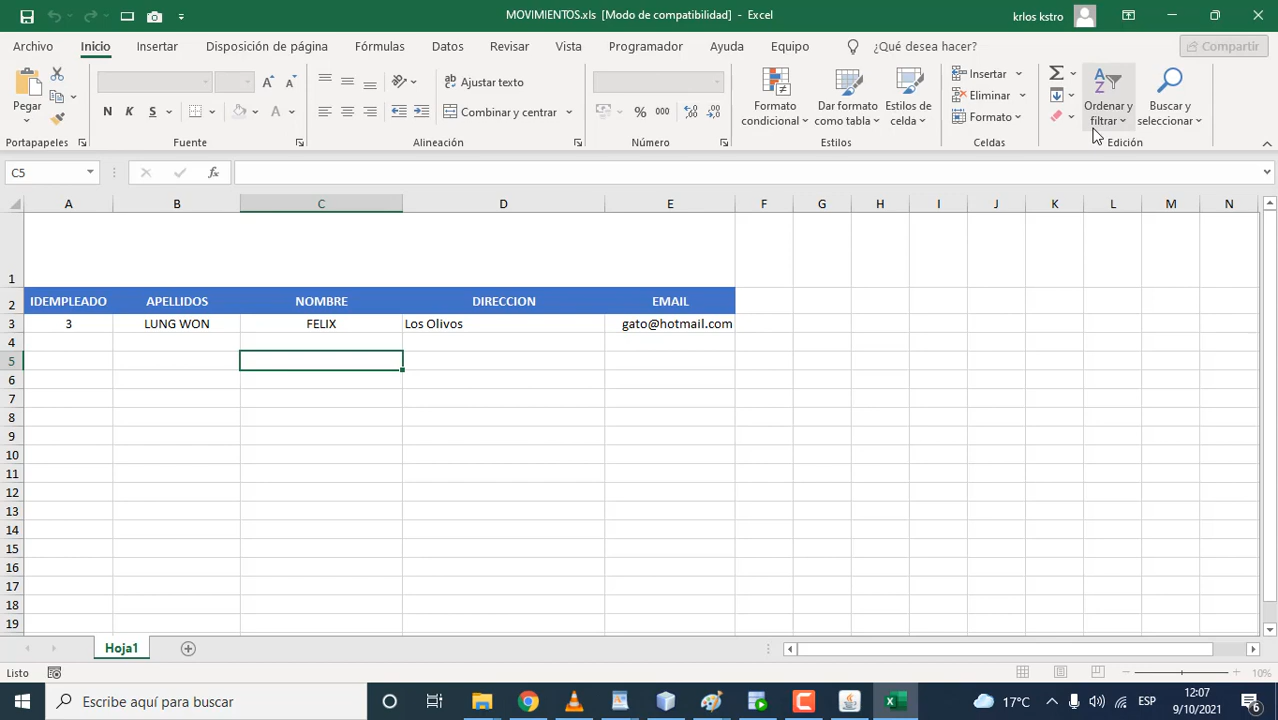 MOVIMIENTOS.xls [Modo de compatibilidad] - Excel
krlos kstro
Archivo Inicio Insertar Disposición de página Fórmulas Datos Revisar Vista Programador Ayuda Equipo ¿Qué desea hacer? Compartir
Pegar
N K S A A A
Ajustar texto
Combinar y centrar
% 000
Formato condicional
Dar formato como tabla
Estilos de celda
Insertar
Eliminar
Formato
Ordenar y filtrar
Buscar y seleccionar
Portapapeles Fuente Alineación Número Estilos Celdas Edición
C5 fx
A B C D E F G H I J K L M N
1
2 IDEMPLEADO APELLIDOS NOMBRE DIRECCION EMAIL
3 3 LUNG WON FELIX Los Olivos gato@hotmail.com
4
5
6
7
8
9
10
11
12
13
14
15
16
17
18
19
Hoja1
Listo 10%
Escribe aquí para buscar 17°C ESP 12:07 9/10/2021 6